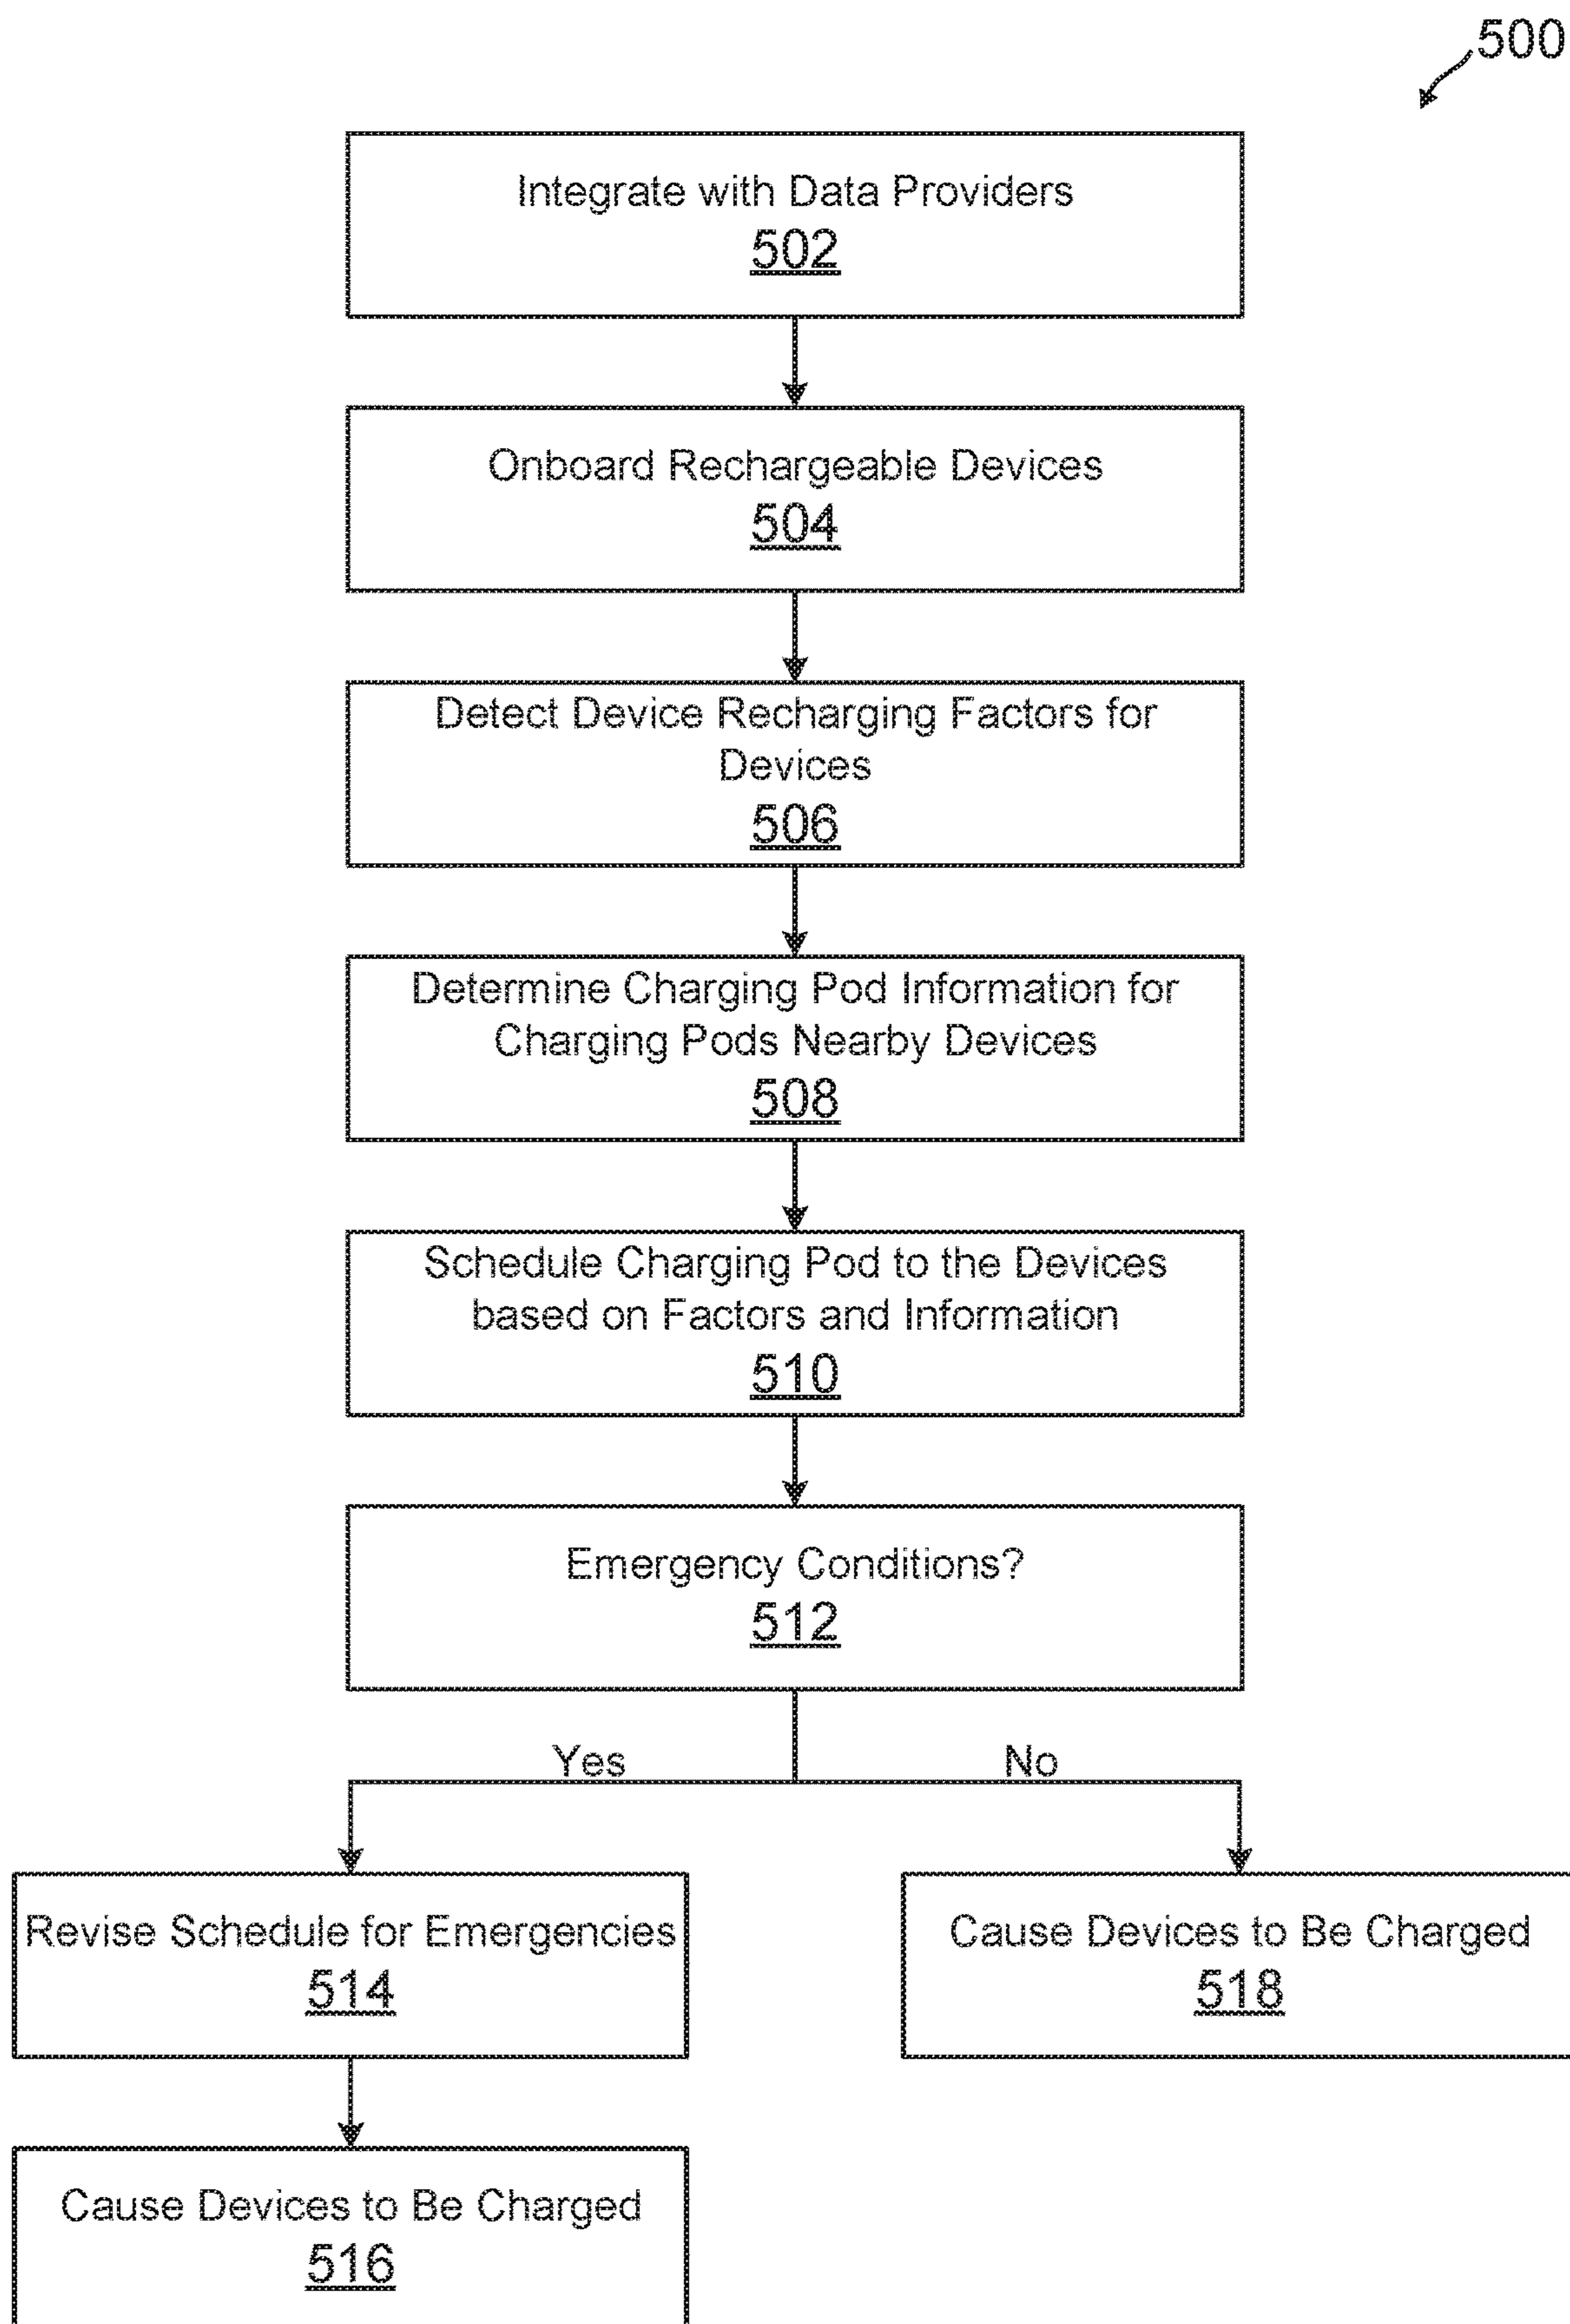 500
Integrate with Data Providers
502
Onboard Rechargeable Devices
504
Detect Device Recharging Factors for
Devices
506
Determine Charging Pod Information for
Charging Pods Nearby Devices
508
Schedule Charging Pod to the Devices
based on Factors and Information
510
Emergency Conditions?
512
Yes
No
Revise Schedule for Emergencies
514
Cause Devices to Be Charged
518
Cause Devices to Be Charged
516